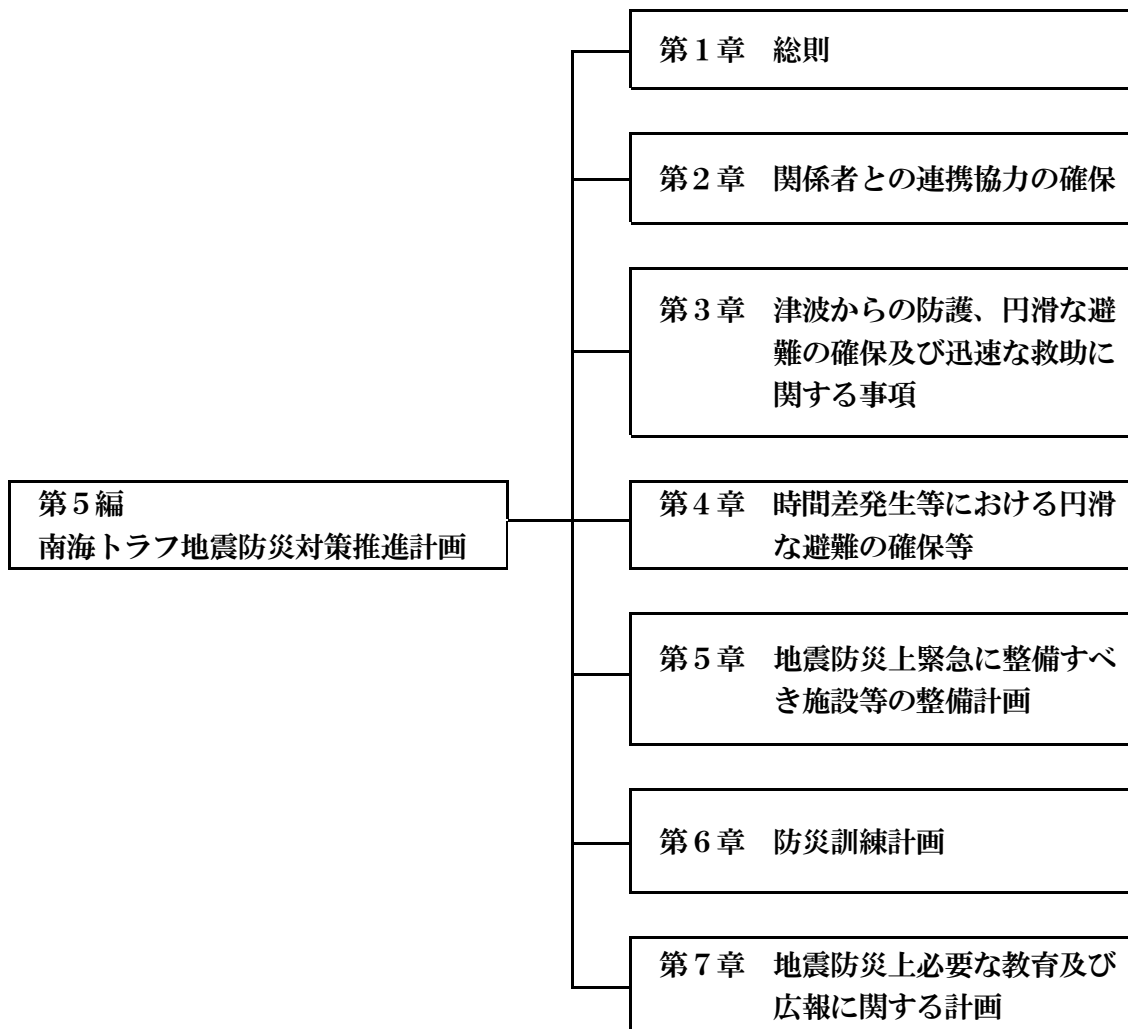 第１章　総則
第２章　関係者との連携協力の確保
第３章　津波からの防護、円滑な避
難の確保及び迅速な救助に
関する事項
第５編
南海トラフ地震防災対策推進計画
第４章　時間差発生等における円滑
な避難の確保等
第５章　地震防災上緊急に整備すべ
き施設等の整備計画
第６章　防災訓練計画
第７章　地震防災上必要な教育及び
広報に関する計画